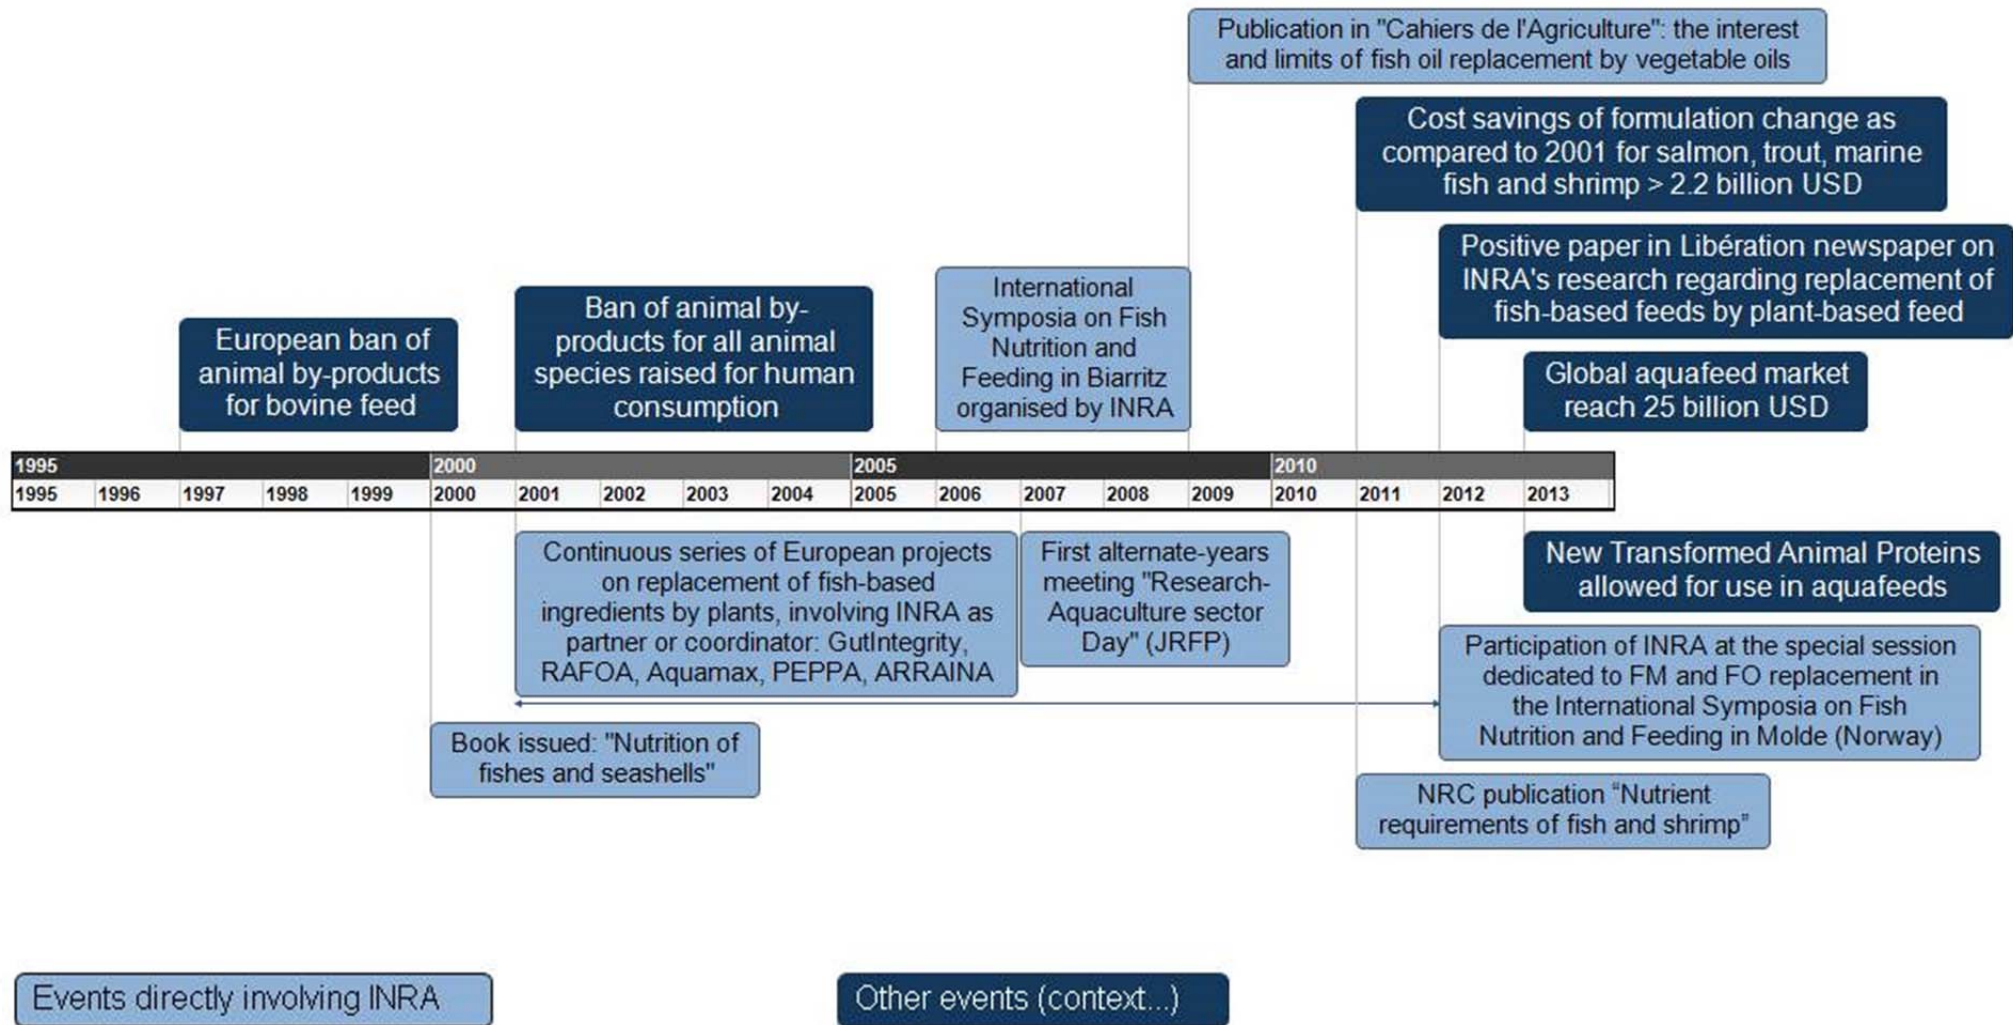 Publication in "Cahiers de l'Agriculture": the interest
and limits of fish oil replacement by vegetable oils
Cost savings of formulation change as
compared to 2001 for salmon, trout, marine
fish and shrimp > 2.2 billion USD
Positive paper in Libération newspaper on
INRA's research regarding replacement of
fish-based feeds by plant-based feed
International
Symposia on Fish
Nutrition and
Feeding in Biarritz
organised by INRA
Ban of animal by-
products for all animal
species raised for human
consumption
European ban of
animal by-products
for bovine feed
Global aquafeed market
reach 25 billion USD
1995 2000 2005 2010
1995 1996 1997 1998 1999 2000 2001 2002 2003 2004 2005 2006 2007 2008 2009 2010 2011 2012 2013
Continuous series of European projects
on replacement of fish-based
ingredients by plants, involving INRA as
partner or coordinator: GutIntegrity,
RAFOA, Aquamax, PEPPA, ARRAINA
First alternate-years
meeting "Research-
Aquaculture sector
Day" (JRFP)
New Transformed Animal Proteins
allowed for use in aquafeeds
Participation of INRA at the special session
dedicated to FM and FO replacement in
the International Symposia on Fish
Nutrition and Feeding in Molde (Norway)
Book issued: "Nutrition of
fishes and seashells"
NRC publication “Nutrient
requirements of fish and shrimp”
Events directly involving INRA
Other events (context...)